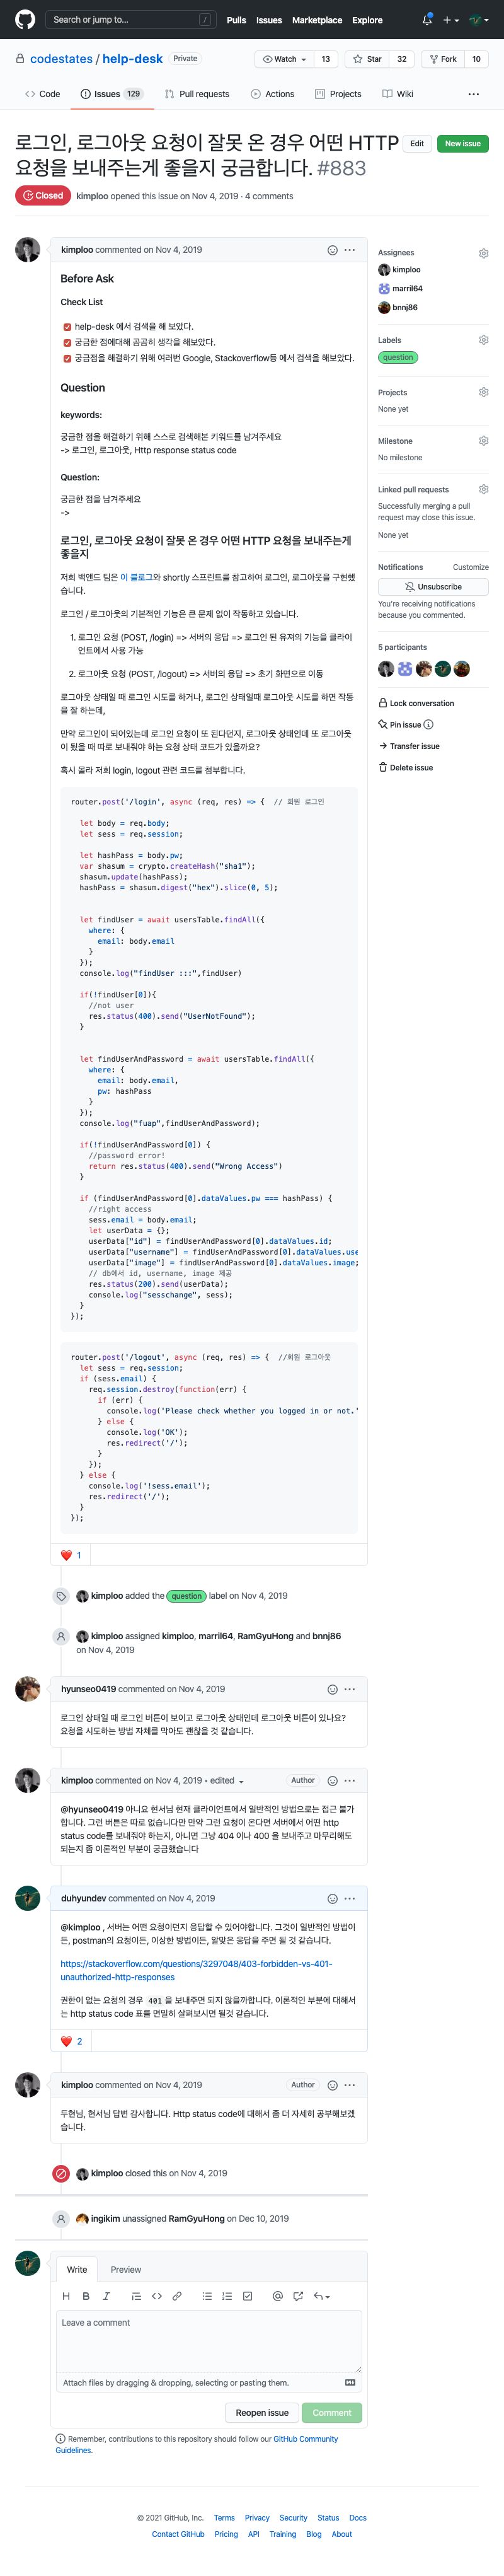 Search or jump to...
/
Pulls Issues Marketplace Explore
codestates / help-desk Private
Watch 13 Star 32 Fork 10
Code Issues 129 Pull requests Actions Projects Wiki
로그인, 로그아웃 요청이 잘못 온 경우 어떤 HTTP
요청을 보내주는게 좋을지 궁금합니다. #883
Edit New issue
Closed kimploo opened this issue on Nov 4, 2019 · 4 comments
kimploo commented on Nov 4, 2019
Before Ask
Check List
help-desk 에서 검색을 해 보았다.
궁금한 점에대해 곰곰히 생각을 해보았다.
궁금점을 해결하기 위해 여러번 Google, Stackoverflow등 에서 검색을 해보았다.
Question
keywords:
궁금한 점을 해결하기 위해 스스로 검색해본 키워드를 남겨주세요
-> 로그인, 로그아웃, Http response status code
Question:
궁금한 점을 남겨주세요
->
로그인, 로그아웃 요청이 잘못 온 경우 어떤 HTTP 요청을 보내주는게
좋을지
저희 백앤드 팀은 이 블로그와 shortly 스프린트를 참고하여 로그인, 로그아웃을 구현했
습니다.
로그인 / 로그아웃의 기본적인 기능은 큰 문제 없이 작동하고 있습니다.
1. 로그인 요청 (POST, /login) => 서버의 응답 => 로그인 된 유저의 기능을 클라이
언트에서 사용 가능
2. 로그아웃 요청 (POST, /logout) => 서버의 응답 => 초기 화면으로 이동
로그아웃 상태일 때 로그인 시도를 하거나, 로그인 상태일때 로그아웃 시도를 하면 작동
을 잘 하는데,
만약 로그인이 되어있는데 로그인 요청이 또 된다던지, 로그아웃 상태인데 또 로그아웃
이 됬을 때 따로 보내줘야 하는 요청 상태 코드가 있을까요?
혹시 몰라 저희 login, logout 관련 코드를 첨부합니다.
router.post('/login', async (req, res) => { // 회원 로그인
let body = req.body;
let sess = req.session;
let hashPass = body.pw;
var shasum = crypto.createHash("sha1");
shasum.update(hashPass);
hashPass = shasum.digest("hex").slice(0, 5);
let findUser = await usersTable.findAll({
where: {
email: body.email
}
});
console.log("findUser :::",findUser)
if(!findUser[0]){
//not user
res.status(400).send("UserNotFound");
}
let findUserAndPassword = await usersTable.findAll({
where: {
email: body.email,
pw: hashPass
}
});
console.log("fuap",findUserAndPassword);
if(!findUserAndPassword[0]) {
//password error!
return res.status(400).send("Wrong Access")
}
if (findUserAndPassword[0].dataValues.pw === hashPass) {
//right access
sess.email = body.email;
let userData = {};
userData["id"] = findUserAndPassword[0].dataValues.id;
userData["username"] = findUserAndPassword[0].dataValues.use
userData["image"] = findUserAndPassword[0].dataValues.image;
// db에서 id, username, image 제공
res.status(200).send(userData);
console.log("sesschange", sess);
}
});
router.post('/logout', async (req, res) => { //회원 로그아웃
let sess = req.session;
if (sess.email) {
req.session.destroy(function(err) {
if (err) {
console.log('Please check whether you logged in or not.'
} else {
console.log('OK');
res.redirect('/');
}
});
} else {
console.log('!sess.email');
res.redirect('/');
}
});
1
kimploo added the question label on Nov 4, 2019
kimploo assigned kimploo, marril64, RamGyuHong and bnnj86
on Nov 4, 2019
hyunseo0419 commented on Nov 4, 2019
로그인 상태일 때 로그인 버튼이 보이고 로그아웃 상태인데 로그아웃 버튼이 있나요?
요청을 시도하는 방법 자체를 막아도 괜찮을 것 같습니다.
kimploo commented on Nov 4, 2019 • edited Author
@hyunseo0419 아니요 현서님 현재 클라이언트에서 일반적인 방법으로는 접근 불가
합니다. 그런 버튼은 따로 없습니다만 만약 그런 요청이 온다면 서버에서 어떤 http
status code를 보내줘야 하는지, 아니면 그냥 404 이나 400 을 보내주고 마무리해도
되는지 좀 이론적인 부분이 궁금했습니다
duhyundev commented on Nov 4, 2019
@kimploo , 서버는 어떤 요청이던지 응답할 수 있어야합니다. 그것이 일반적인 방법이
든, postman의 요청이든, 이상한 방법이든, 알맞은 응답을 주면 될 것 같습니다.
https://stackoverflow.com/questions/3297048/403-forbidden-vs-401-
unauthorized-http-responses
권한이 없는 요청의 경우 401 을 보내주면 되지 않을까합니다. 이론적인 부분에 대해서
는 http status code 표를 면밀히 살펴보시면 될것 같습니다.
2
kimploo commented on Nov 4, 2019 Author
두현님, 현서님 답변 감사합니다. Http status code에 대해서 좀 더 자세히 공부해보겠
습니다.
kimploo closed this on Nov 4, 2019
ingikim unassigned RamGyuHong on Dec 10, 2019
Write Preview
Leave a comment
Attach files by dragging & dropping, selecting or pasting them.
Reopen issue Comment
Remember, contributions to this repository should follow our GitHub Community
Guidelines.
Assignees
kimploo
marril64
bnnj86
Labels
question
Projects
None yet
Milestone
No milestone
Linked pull requests
Successfully merging a pull
request may close this issue.
None yet
Notifications Customize
Unsubscribe
You're receiving notifications
because you commented.
5 participants
Lock conversation
Pin issue
Transfer issue
Delete issue
© 2021 GitHub, Inc. Terms Privacy Security Status Docs
Contact GitHub Pricing API Training Blog About